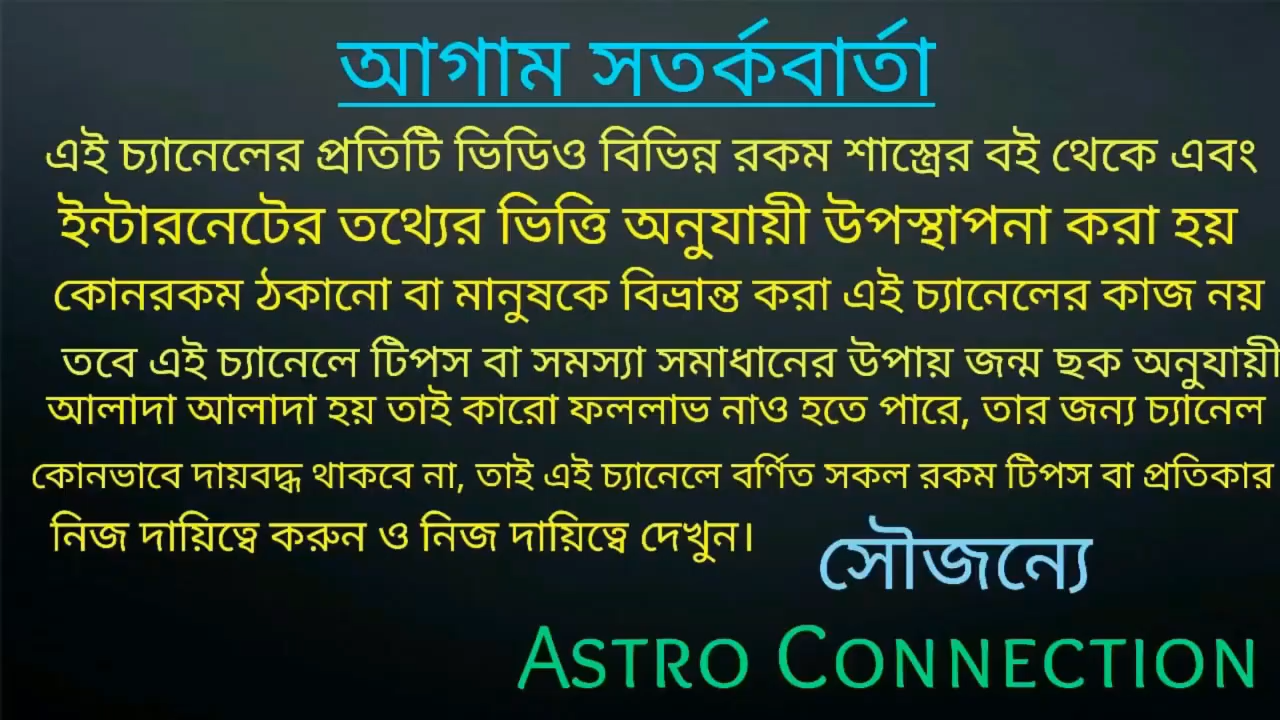 আগাম সতর্কবার্তা
এই চ্যানেলের প্রতিটি ভিডিও বিভিন্ন রকম শাস্ত্রের বই থেকে এবং
ইন্টারনেটের তথ্যের ভিত্তি অনুযায়ী উপস্থাপনা করা হয়
কোনরকম ঠকানো বা মানুষকে বিভ্রান্ত করা এই চ্যানেলের কাজ নয়
তবে এই চ্যানেলে টিপস বা সমস্যা সমাধানের উপায় জন্ম ছক অনুযায়ী
আলাদা আলাদা হয় তাই কারো ফললাভ নাও হতে পারে, তার জন্য চ্যানেল
কোনভাবে দায়বদ্ধ থাকবে না, তাই এই চ্যানেলে বর্ণিত সকল রকম টিপস বা প্রতিকার
নিজ দায়িত্বে করুন ও নিজ দায়িত্বে দেখুন।
সৌজন্যে
ASTRO CONNECTION